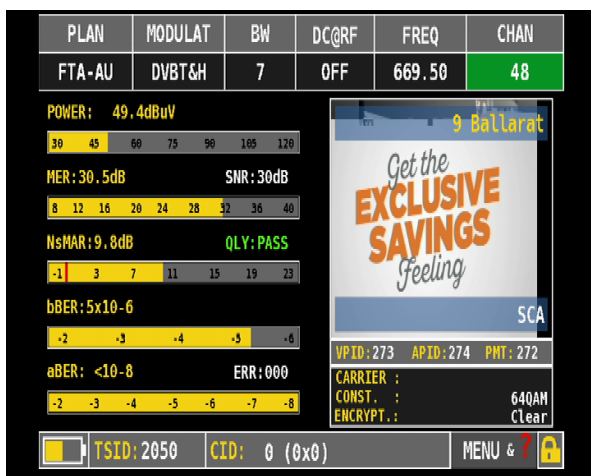 PLAN MODULAT BW DC@RF FREQ CHAN
FTA-AU DVBT&H 7 OFF 669.50 48
POWER: 49.4dBuV
30 45 60 75 90 105 120
MER:30.5dB SNR:30dB
8 12 16 20 24 28 32 36 40
NsMAR:9.8dB QLY:PASS
-1 3 7 11 15 19 23
bBER:5x10-6
-2 -3 -4 -5 -6
aBER: <10-8 ERR:000
-2 -3 -4 -5 -6 -7 -8
9 Ballarat
Get the
EXCLUSIVE
SAVINGS
Feeling
SCA
VPID:273 APID:274 PMT:272
CARRIER :
CONST. : 64QAM
ENCRYPT.: Clear
TSID:2050 CID: 0 (0x0) MENU & ?